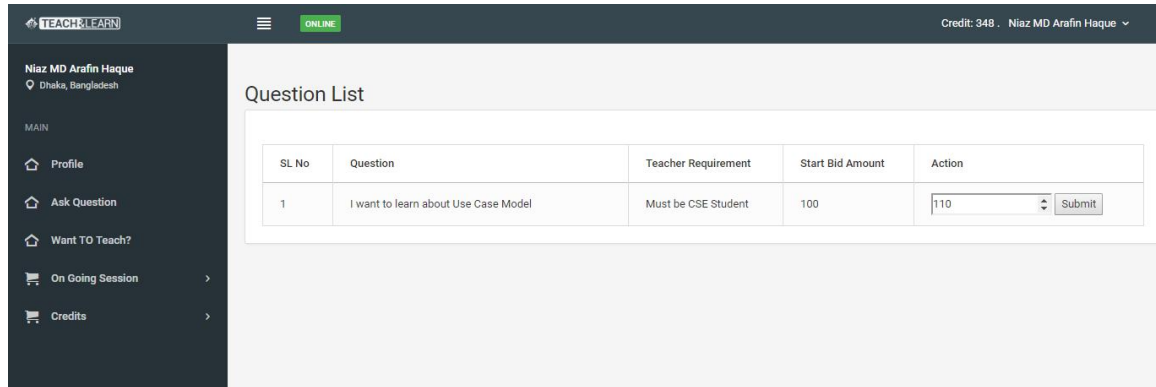 TEACH&LEARN
ONLINE
Credit: 348 . Niaz MD Arafin Haque
Niaz MD Arafin Haque
Dhaka, Bangladesh
MAIN
Profile
Ask Question
Want TO Teach?
On Going Session
Credits
Question List
SL No Question Teacher Requirement Start Bid Amount Action
1 I want to learn about Use Case Model Must be CSE Student 100 110 Submit